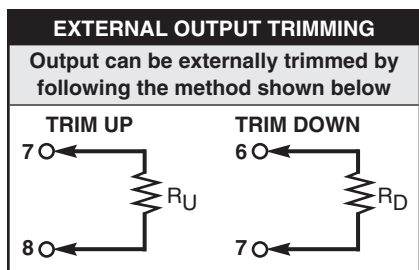 EXTERNAL OUTPUT TRIMMING
Output can be externally trimmed by
following the method shown below
TRIM UP TRIM DOWN
7 6
RU RD
8 7